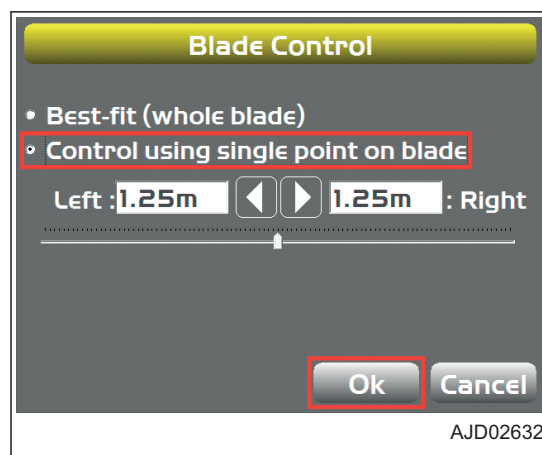 Blade Control
Best-fit (whole blade)
Control using single point on blade
Left :1.25m 1.25m : Right
Ok Cancel
AJD02632